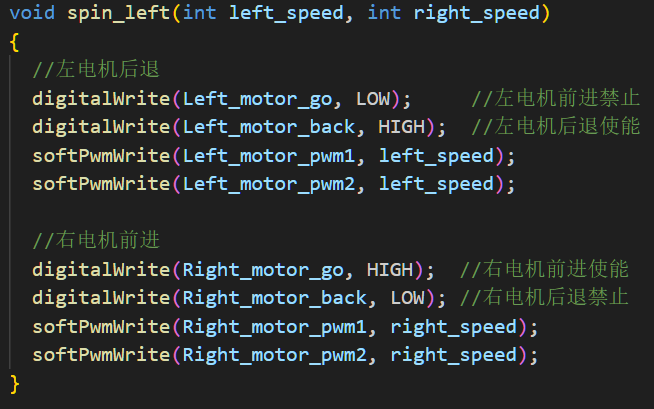 void spin_left(int left_speed, int right_speed)
{
  //左电机后退
  digitalWrite(Left_motor_go, LOW);     //左电机前进禁止
  digitalWrite(Left_motor_back, HIGH);  //左电机后退使能
  softPwmWrite(Left_motor_pwm1, left_speed);
  softPwmWrite(Left_motor_pwm2, left_speed);

  //右电机前进
  digitalWrite(Right_motor_go, HIGH);  //右电机前进使能
  digitalWrite(Right_motor_back, LOW); //右电机后退禁止
  softPwmWrite(Right_motor_pwm1, right_speed);
  softPwmWrite(Right_motor_pwm2, right_speed);
}